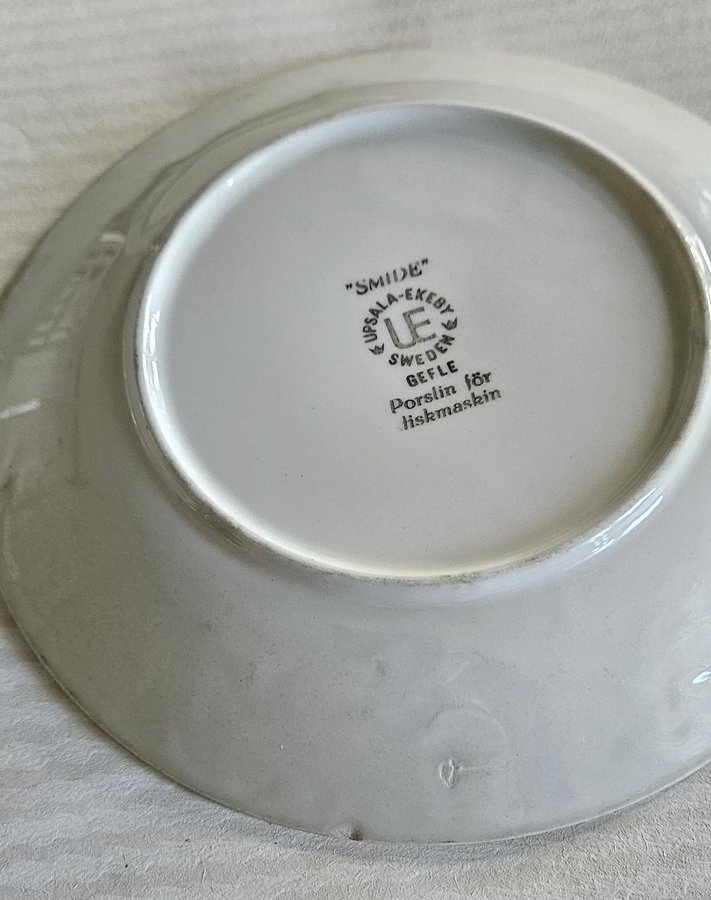 "SMIDE"
UPSALA-EKEBY
UE
SWEDEN
GEFLE
Porslin för
diskmaskin